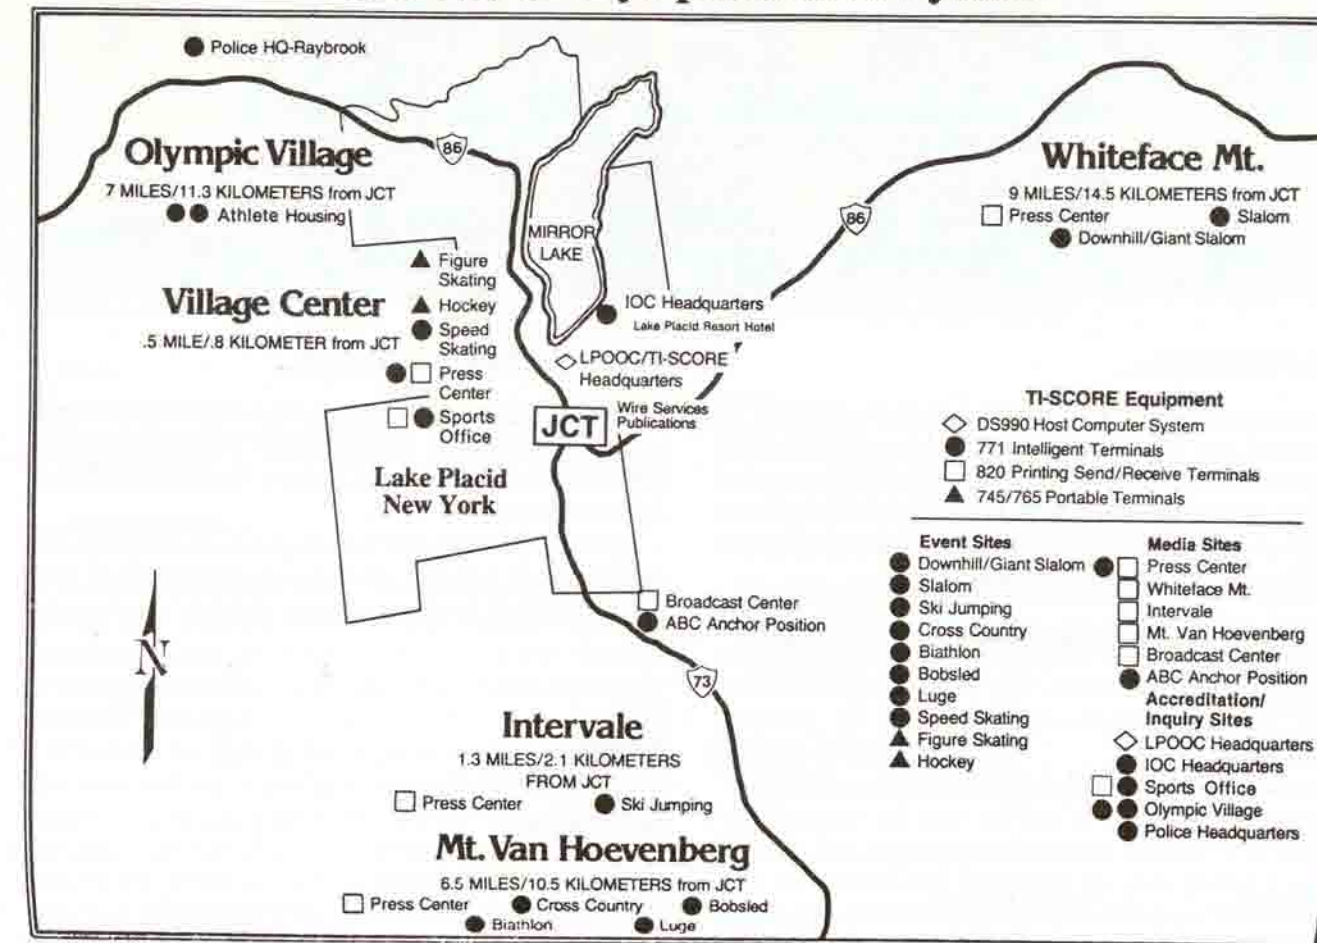 Police HQ-Raybrook
86
Olympic Village
7 MILES/11.3 KILOMETERS from JCT
Athlete Housing
Whiteface Mt.
9 MILES/14.5 KILOMETERS from JCT
Press Center
Slalom
Downhill/Giant Slalom
86
MIRROR
LAKE
Figure
Skating
Village Center
.5 MILE/.8 KILOMETER from JCT
Hockey
Speed
Skating
Press
Center
Sports
Office
IOC Headquarters
Lake Placid Resort Hotel
LPOOC/TI-SCORE
Headquarters
Wire Services
Publications
JCT
Lake Placid
New York
TI-SCORE Equipment
DS990 Host Computer System
771 Intelligent Terminals
820 Printing Send/Receive Terminals
745/765 Portable Terminals
Event Sites
Downhill/Giant Slalom
Slalom
Ski Jumping
Cross Country
Biathlon
Bobsled
Luge
Speed Skating
Figure Skating
Hockey
Media Sites
Press Center
Whiteface Mt.
Intervale
Mt. Van Hoevenberg
Broadcast Center
ABC Anchor Position
Accreditation/
Inquiry Sites
LPOOC Headquarters
IOC Headquarters
Sports Office
Olympic Village
Police Headquarters
N
Broadcast Center
ABC Anchor Position
73
Intervale
1.3 MILES/2.1 KILOMETERS
FROM JCT
Press Center
Ski Jumping
Mt. Van Hoevenberg
6.5 MILES/10.5 KILOMETERS from JCT
Press Center
Cross Country
Bobsled
Biathlon
Luge